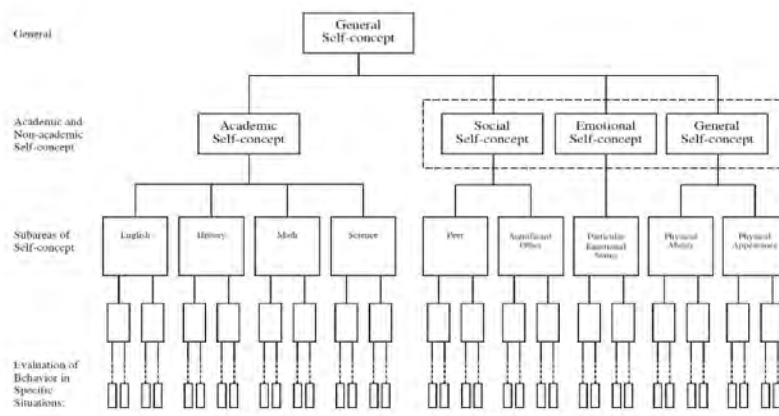 General
Self-concept
General
Academic and
Non-academic
Self-concept
Academic
Self-concept
Social
Self-concept
Emotional
Self-concept
General
Self-concept
Subareas of
Self-concept
English
History
Math
Science
Peer
Significant
Other
Particular
Emotional
States
Physical
Ability
Physical
Appearance
Evaluation of
Behavior in
Specific
Situations: